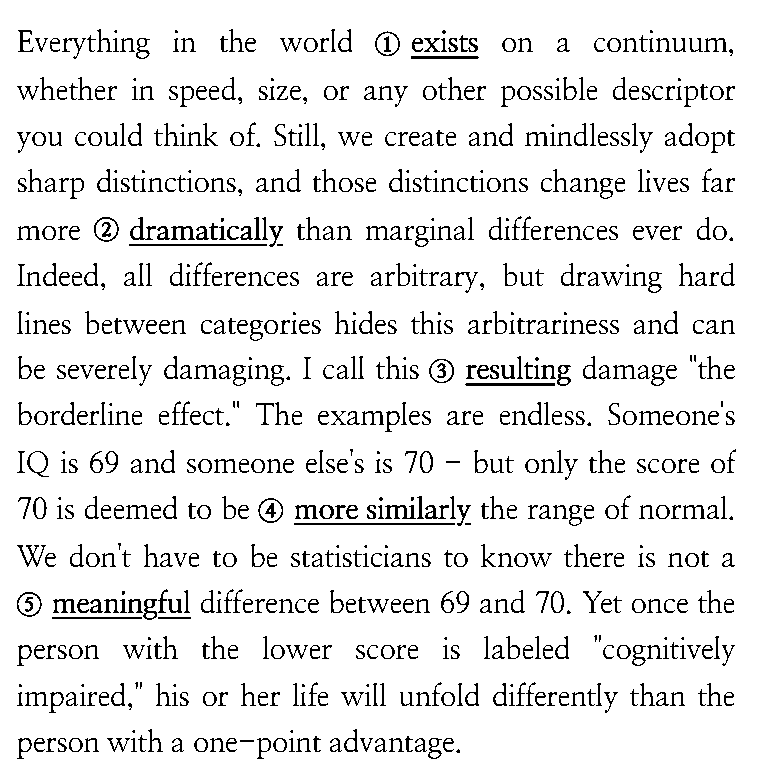 Everything in the world ① exists on a continuum,
whether in speed, size, or any other possible descriptor
you could think of. Still, we create and mindlessly adopt
sharp distinctions, and those distinctions change lives far
more ② dramatically than marginal differences ever do.
Indeed, all differences are arbitrary, but drawing hard
lines between categories hides this arbitrariness and can
be severely damaging. I call this ③ resulting damage "the
borderline effect." The examples are endless. Someone's
IQ is 69 and someone else's is 70 - but only the score of
70 is deemed to be ④ more similarly the range of normal.
We don't have to be statisticians to know there is not a
⑤ meaningful difference between 69 and 70. Yet once the
person with the lower score is labeled "cognitively
impaired," his or her life will unfold differently than the
person with a one-point advantage.